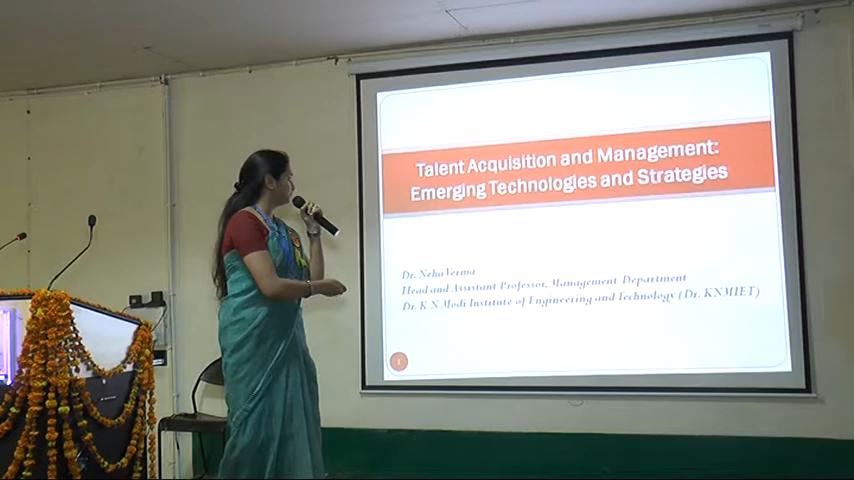 Talent Acquisition and Management:
Emerging Technologies and Strategies
Dr. Neha Verma
Head and Assistant Professor, Management Department
Dr. K N Modi Institute of Engineering and Technology (Dr. KNMIET)
1